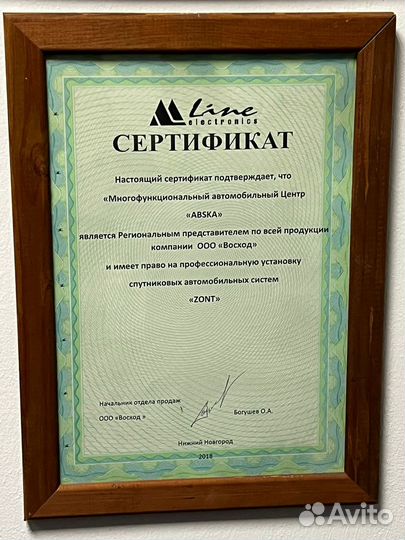 Line
electronics
СЕРТИФИКАТ
Настоящий сертификат подтверждает, что
«Многофункциональный автомобильный Центр
«ABSKA»
является Региональным представителем по всей продукции
компании ООО «Восход»
и имеет право на профессиональную установку
спутниковых автомобильных систем
«ZONT»
Начальник отдела продаж
ООО «Восход »
Богушев О.А.
Нижний Новгород
2018
Avito